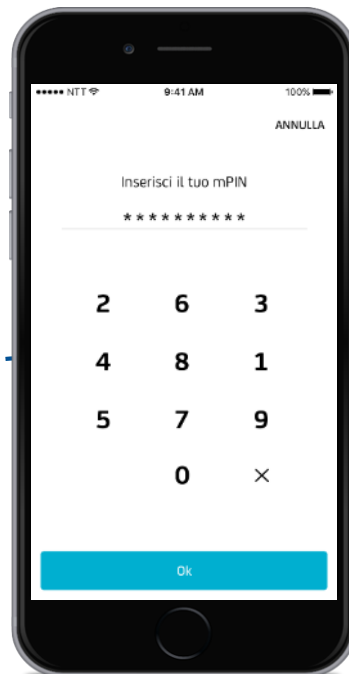 ●●●●● NTT 9:41 AM 100%
ANNULLA
Inserisci il tuo mPIN
* * * * * * * * * *
2 6 3
4 8 1
5 7 9
0 ×
Ok